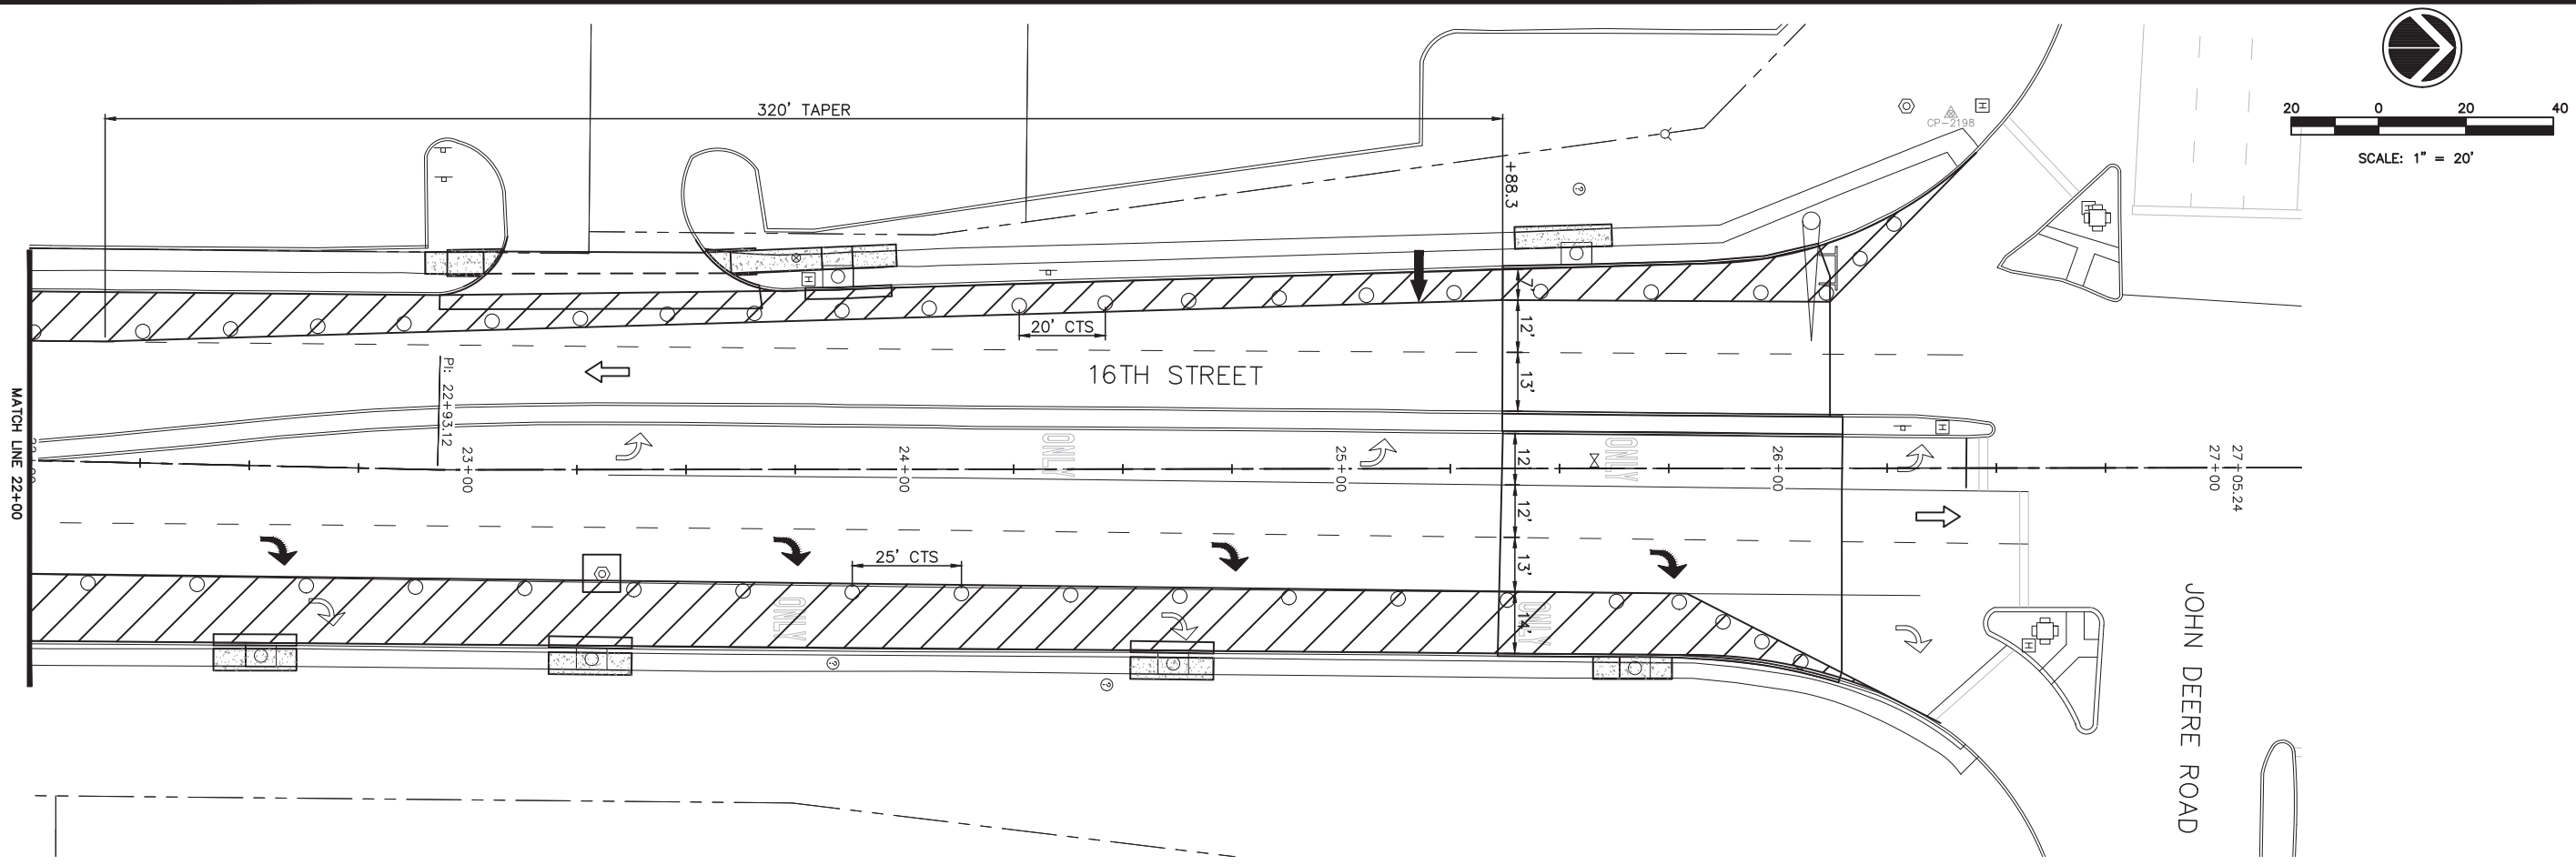 320' TAPER
20 0 20 40
SCALE: 1" = 20'
CP-2198
H
H
+88.3
?
H
H
7'
20' CTS
12'
16TH STREET
13'
PI: 22+93.12
MATCH LINE 22+00
23+00
24+00
ONLY
25+00
12'
ONLY
26+00
H
27+00
27+05.24
12'
25' CTS
13'
ONLY
ONLY
14'
?
?
H
JOHN DEERE ROAD